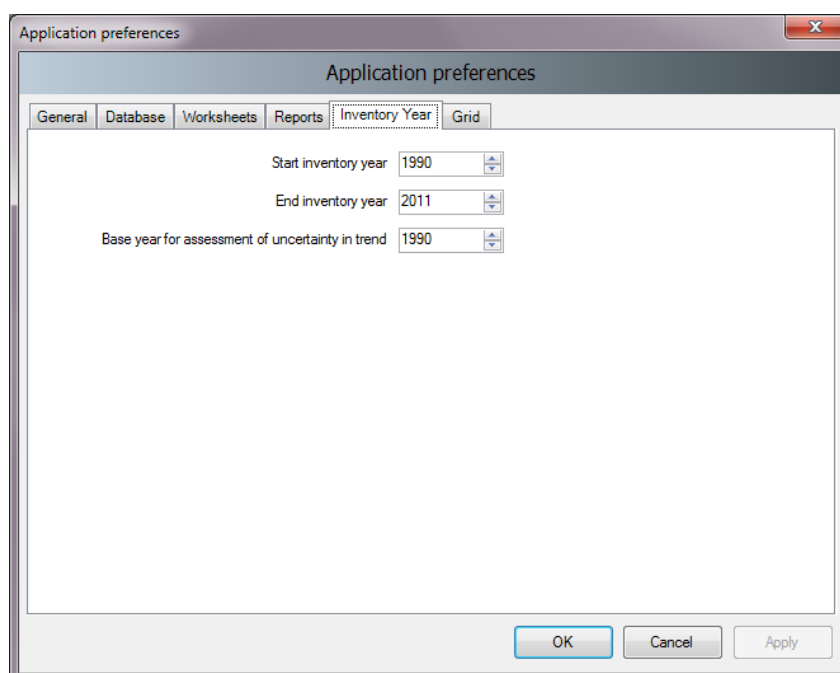 Application preferences
Application preferences
General Database Worksheets Reports Inventory Year Grid
Start inventory year 1990
End inventory year 2011
Base year for assessment of uncertainty in trend 1990
OK Cancel Apply